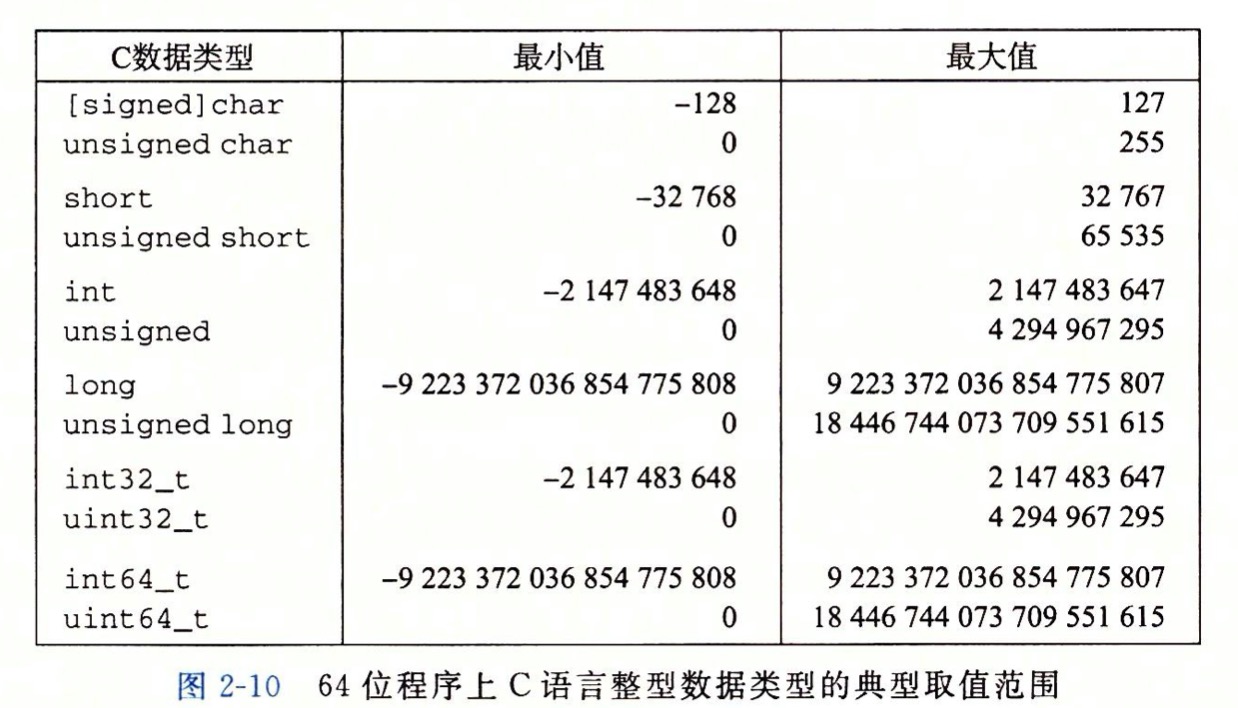 C数据类型 最小值 最大值
[signed]char –128 127
unsigned char 0 255
short –32 768 32 767
unsigned short 0 65 535
int –2 147 483 648 2 147 483 647
unsigned 0 4 294 967 295
long –9 223 372 036 854 775 808 9 223 372 036 854 775 807
unsigned long 0 18 446 744 073 709 551 615
int32_t –2 147 483 648 2 147 483 647
uint32_t 0 4 294 967 295
int64_t –9 223 372 036 854 775 808 9 223 372 036 854 775 807
uint64_t 0 18 446 744 073 709 551 615
图 2-10 64 位程序上 C 语言整型数据类型的典型取值范围